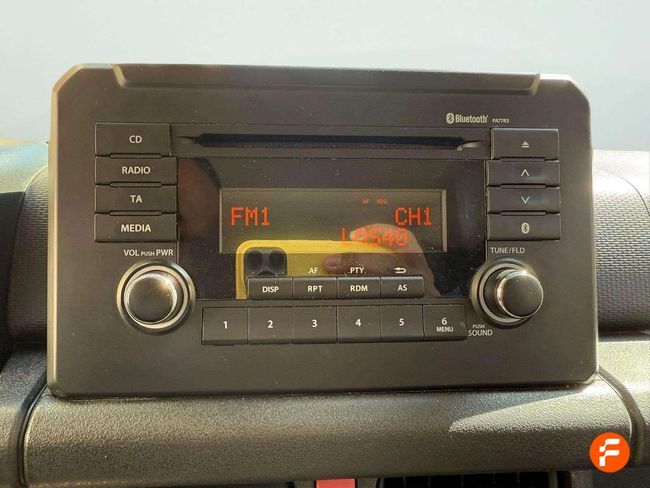 Bluetooth PA77R3
CD
RADIO
TA
MEDIA
AF REG
FM1 CH1
VOL PUSH PWR
TUNE/FLD
AF PTY
DISP RPT RDM AS
1 2 3 4 5 6
MENU
PUSH
SOUND